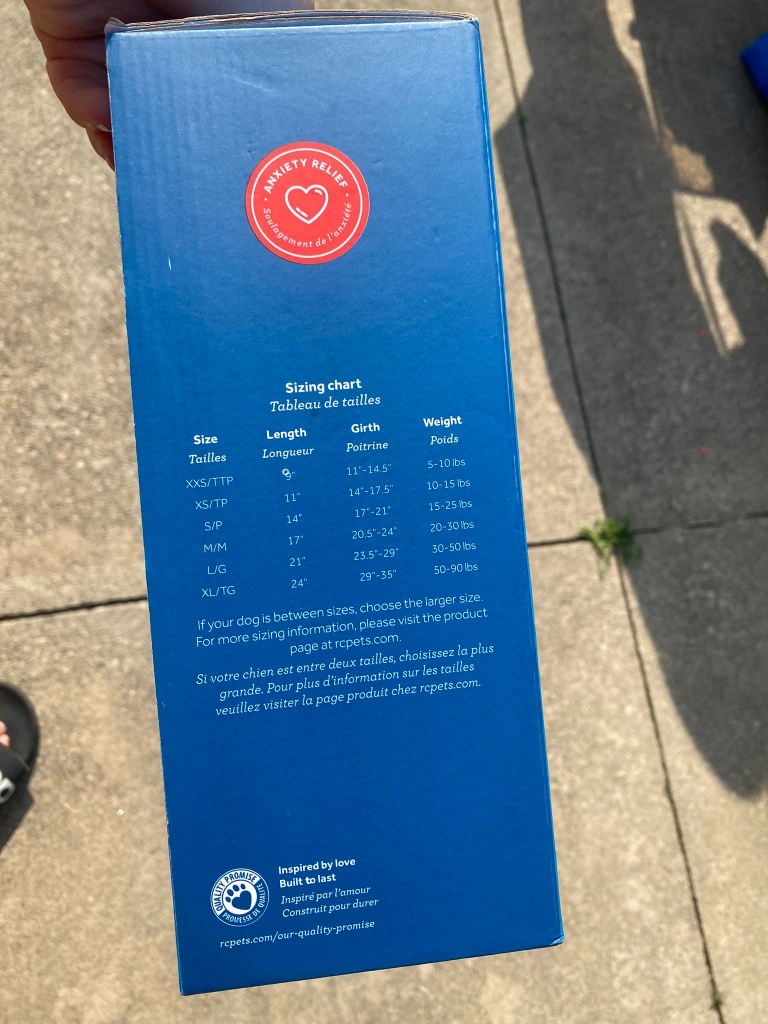 ANXIETY RELIEF
Soulagement de l'anxiété
Sizing chart
Tableau de tailles
Size Length Girth Weight
Tailles Longueur Poitrine Poids
XXS/TTP 9" 11"-14.5" 5-10 lbs
XS/TP 11" 14"-17.5" 10-15 lbs
S/P 14" 17"-21" 15-25 lbs
M/M 17" 20.5"-24" 20-30 lbs
L/G 21" 23.5"-29" 30-50 lbs
XL/TG 24" 29"-35" 50-90 lbs
If your dog is between sizes, choose the larger size.
For more sizing information, please visit the product
page at rcpets.com.
Si votre chien est entre deux tailles, choisissez la plus
grande. Pour plus d'information sur les tailles
veuillez visiter la page produit chez rcpets.com.
QUALITY PROMISE
PROMESSE DE QUALITÉ
Inspired by love
Built to last
Inspiré par l'amour
Construit pour durer
rcpets.com/our-quality-promise